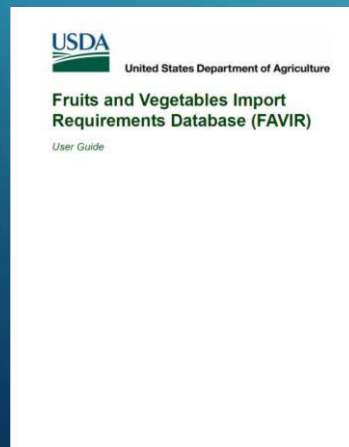 USDA
United States Department of Agriculture
Fruits and Vegetables Import
Requirements Database (FAVIR)
User Guide